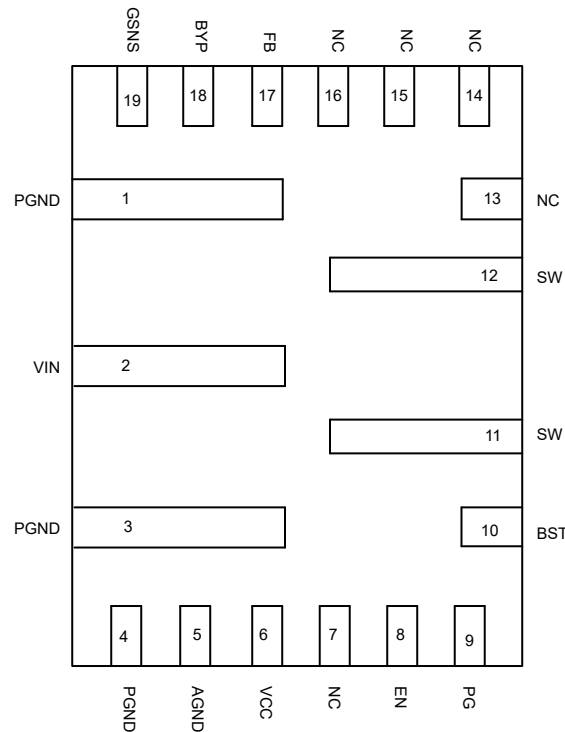 GSNS
BYP
FB
NC
NC
NC
19
18
17
16
15
14
PGND
1
13
NC
12
SW
VIN
2
11
SW
PGND
3
10
BST
4
5
6
7
8
9
PGND
AGND
VCC
NC
EN
PG